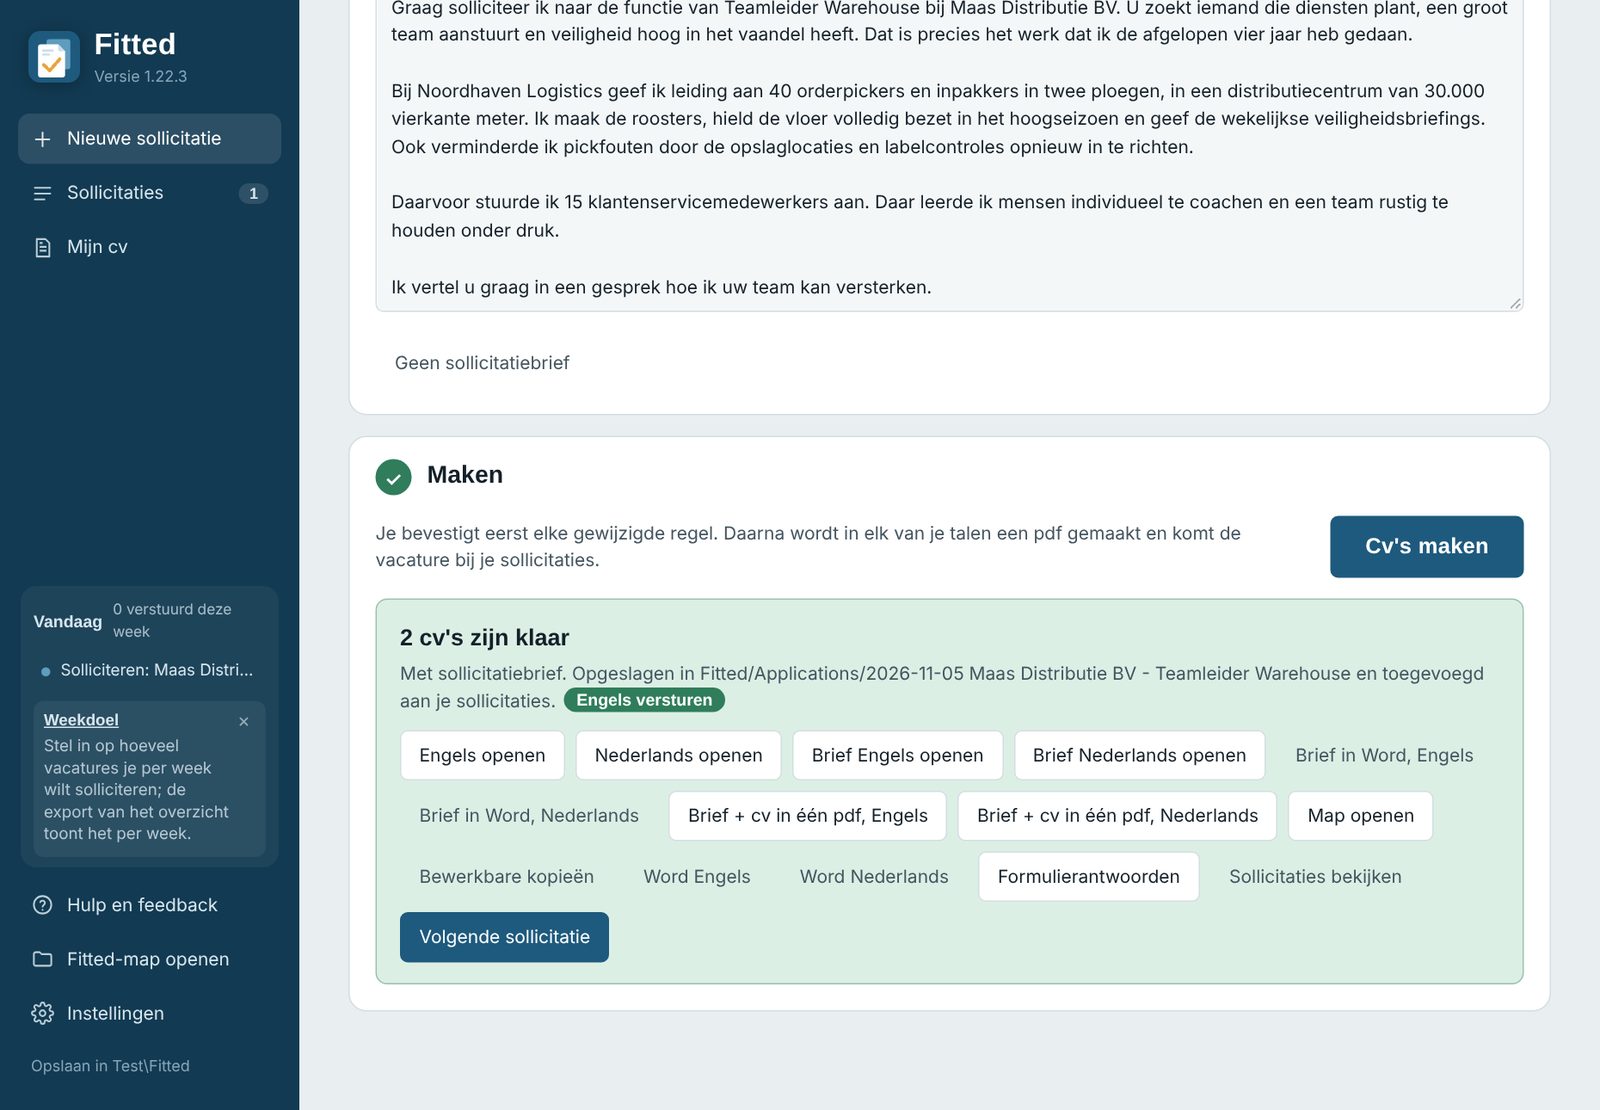 Fitted
Versie 1.22.3
Nieuwe sollicitatie
Sollicitaties 1
Mijn cv
Vandaag 0 verstuurd deze week
Solliciteren: Maas Distri...
Weekdoel ×
Stel in op hoeveel
vacatures je per week
wilt solliciteren; de
export van het overzicht
toont het per week.
Hulp en feedback
Fitted-map openen
Instellingen
Opslaan in Test\Fitted
Graag solliciteer ik naar de functie van Teamleider Warehouse bij Maas Distributie BV. U zoekt iemand die diensten plant, een groot
team aanstuurt en veiligheid hoog in het vaandel heeft. Dat is precies het werk dat ik de afgelopen vier jaar heb gedaan.
Bij Noordhaven Logistics geef ik leiding aan 40 orderpickers en inpakkers in twee ploegen, in een distributiecentrum van 30.000
vierkante meter. Ik maak de roosters, hield de vloer volledig bezet in het hoogseizoen en geef de wekelijkse veiligheidsbriefings.
Ook verminderde ik pickfouten door de opslaglocaties en labelcontroles opnieuw in te richten.
Daarvoor stuurde ik 15 klantenservicemedewerkers aan. Daar leerde ik mensen individueel te coachen en een team rustig te
houden onder druk.
Ik vertel u graag in een gesprek hoe ik uw team kan versterken.
Geen sollicitatiebrief
Maken
Je bevestigt eerst elke gewijzigde regel. Daarna wordt in elk van je talen een pdf gemaakt en komt de
vacature bij je sollicitaties.
Cv's maken
2 cv's zijn klaar
Met sollicitatiebrief. Opgeslagen in Fitted/Applications/2026-11-05 Maas Distributie BV - Teamleider Warehouse en toegevoegd
aan je sollicitaties. Engels versturen
Engels openen Nederlands openen Brief Engels openen Brief Nederlands openen Brief in Word, Engels
Brief in Word, Nederlands Brief + cv in één pdf, Engels Brief + cv in één pdf, Nederlands Map openen
Bewerkbare kopieën Word Engels Word Nederlands Formulierantwoorden Sollicitaties bekijken
Volgende sollicitatie